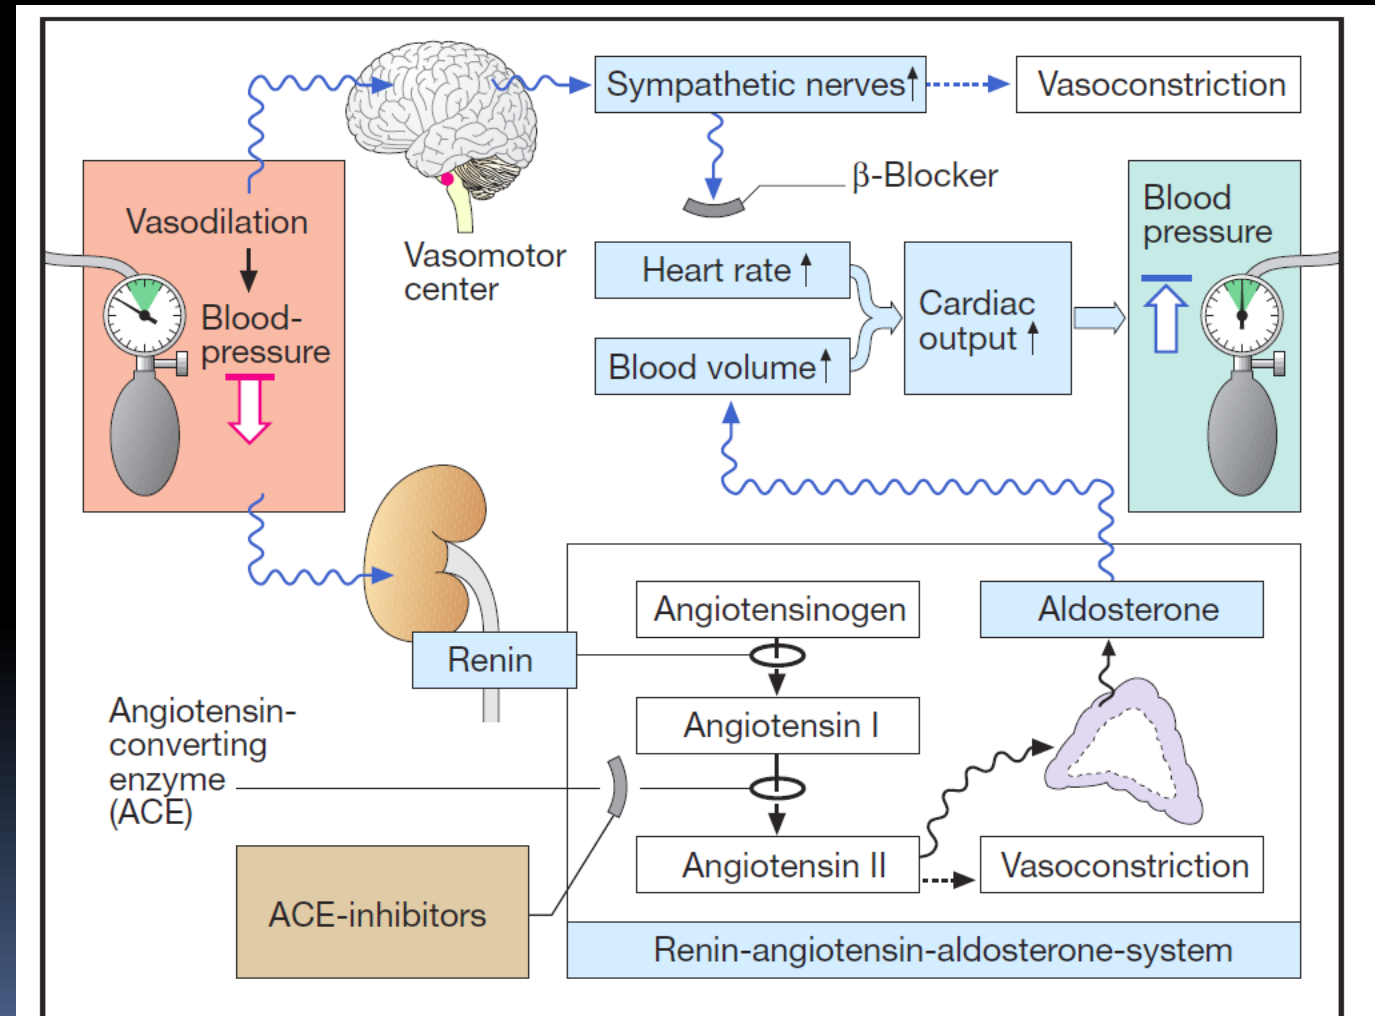 Sympathetic nerves↑
Vasoconstriction
β-Blocker
Vasodilation
Vasomotor
center
Blood
pressure
Heart rate ↑
Blood-
pressure
Cardiac
output ↑
Blood volume↑
Angiotensinogen
Aldosterone
Renin
Angiotensin-
converting
enzyme
(ACE)
Angiotensin I
Angiotensin II
Vasoconstriction
ACE-inhibitors
Renin-angiotensin-aldosterone-system